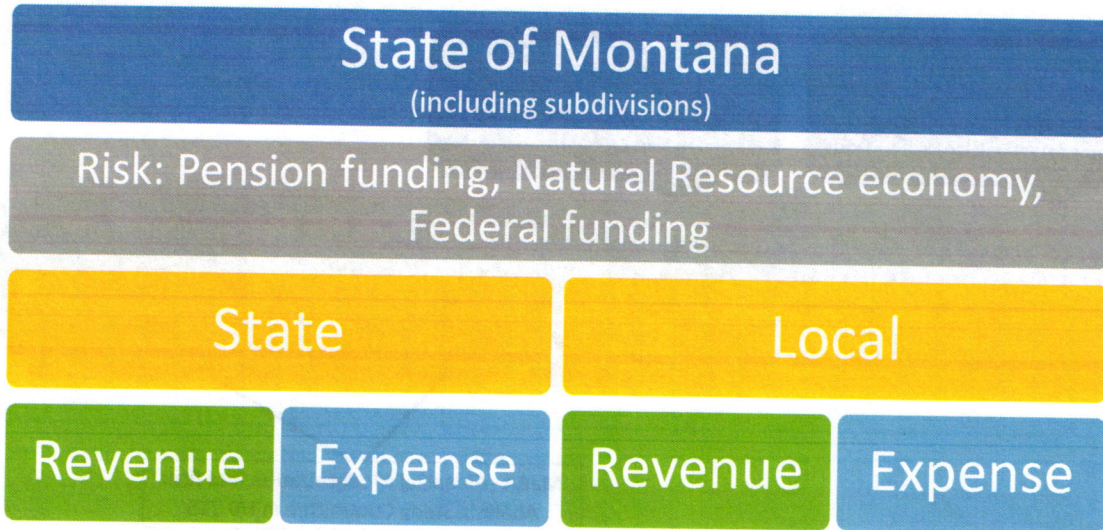 State of Montana
(including subdivisions)
Risk: Pension funding, Natural Resource economy,
Federal funding
State
Local
Revenue
Expense
Revenue
Expense